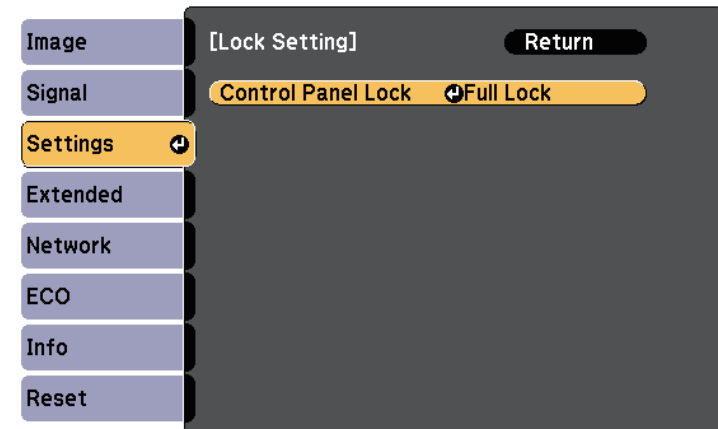 Image
Signal
Settings
Extended
Network
ECO
Info
Reset
[Lock Setting] Return
Control Panel Lock Full Lock